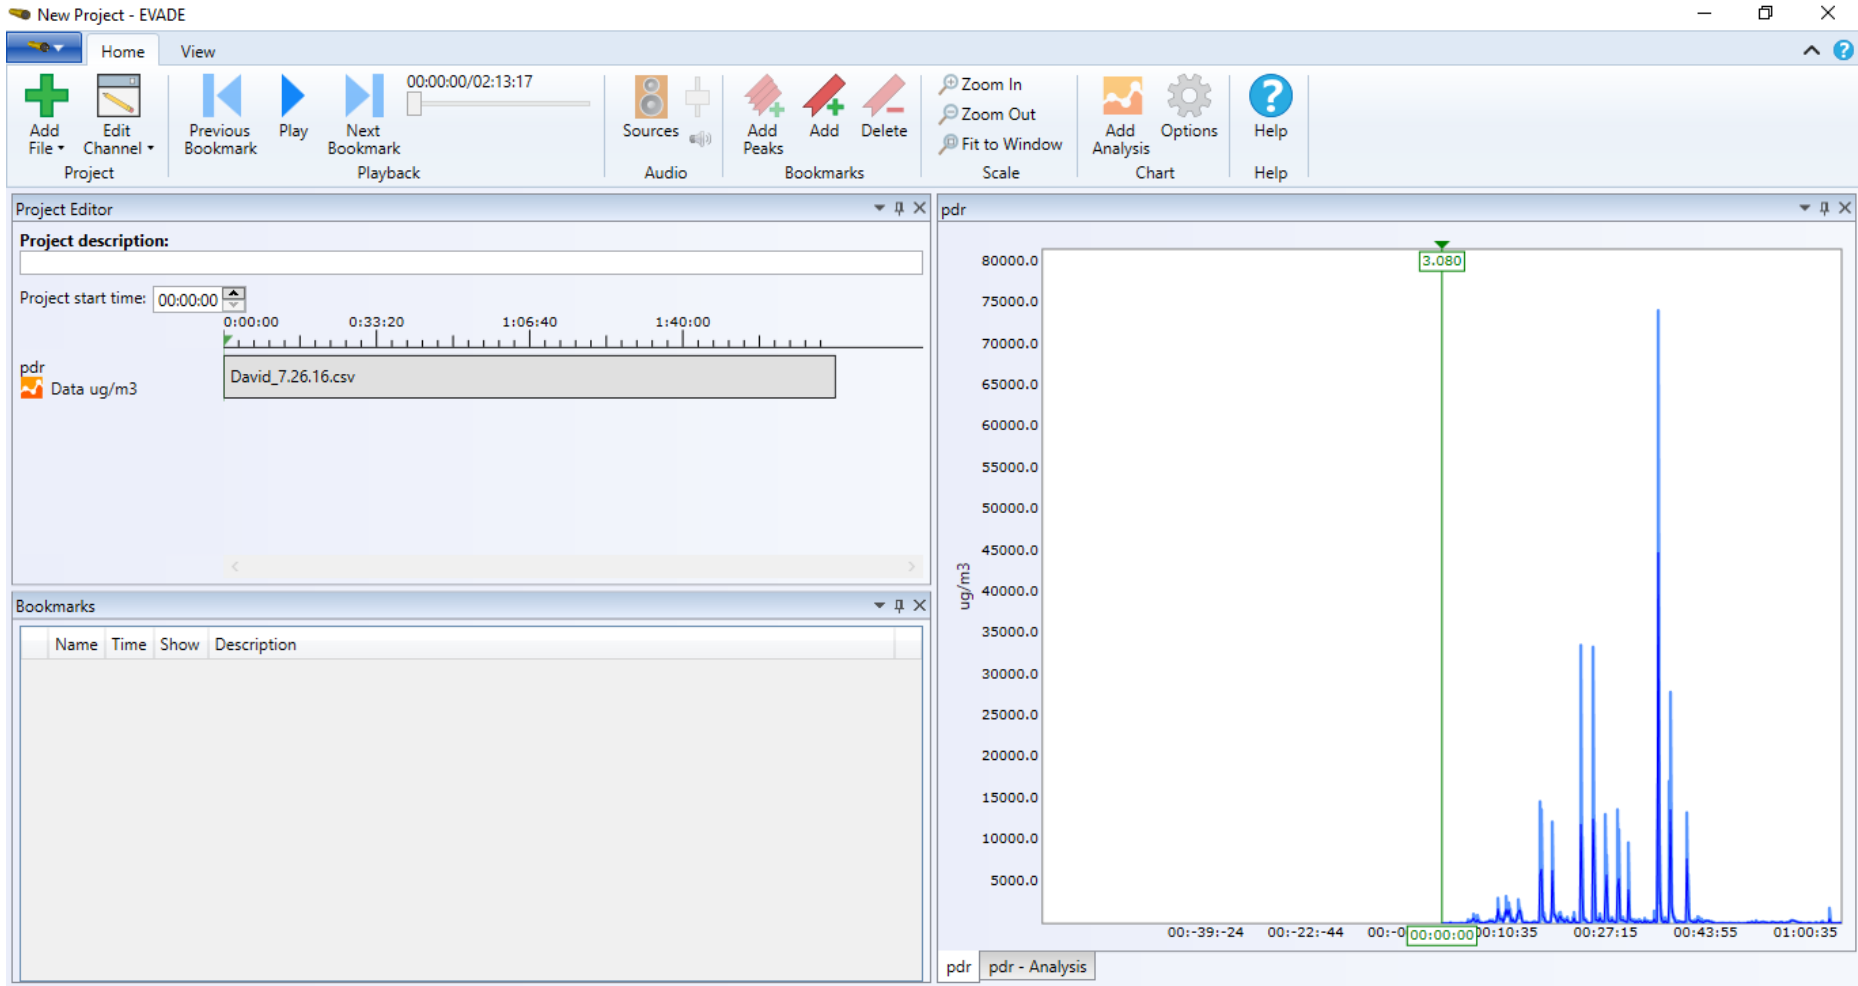 New Project - EVADE
Home View
Add File
Edit Channel
Previous Bookmark
Play
Next Bookmark
00:00:00/02:13:17
Sources
Add Peaks
Add
Delete
Zoom In
Zoom Out
Fit to Window
Add Analysis
Options
Help
Project Playback Audio Bookmarks Scale Chart Help
Project Editor
Project description:
Project start time: 00:00:00
0:00:00 0:33:20 1:06:40 1:40:00
pdr
Data ug/m3
David_7.26.16.csv
Bookmarks
Name Time Show Description
pdr
3.080
80000.0
75000.0
70000.0
65000.0
60000.0
55000.0
50000.0
45000.0
40000.0
35000.0
30000.0
25000.0
20000.0
15000.0
10000.0
5000.0
ug/m3
00:-39:-24 00:-22:-44 00:-0 00:00:00 00:10:35 00:27:15 00:43:55 01:00:35
pdr pdr - Analysis